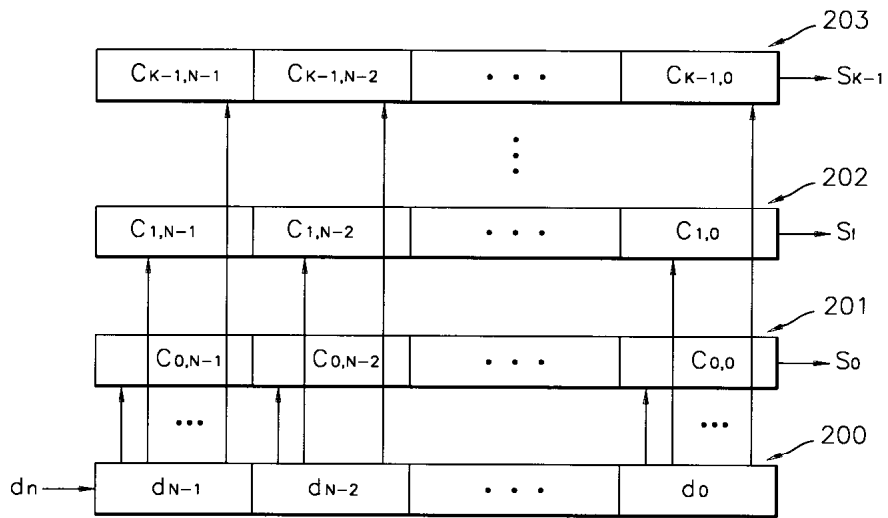 203
CK-1,N-1 CK-1,N-2 • • • CK-1,0 SK-1
202
C1,N-1 C1,N-2 • • • C1,0 S1
201
C0,N-1 C0,N-2 • • • C0,0 S0
••• •••
200
dn dN-1 dN-2 • • • d0